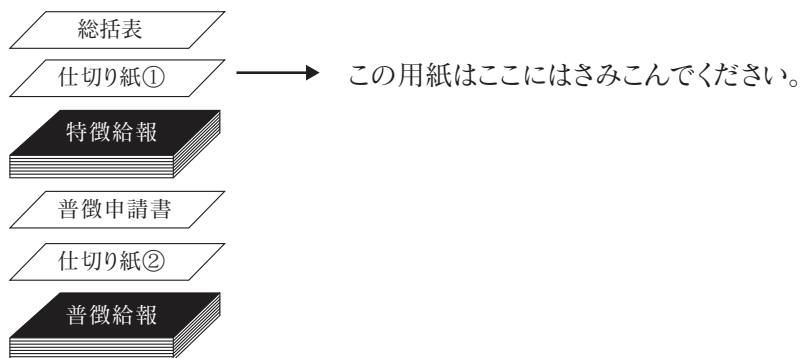 総括表
仕切り紙① この用紙はここにはさみこんでください。
特徴給報
普徴申請書
仕切り紙②
普徴給報